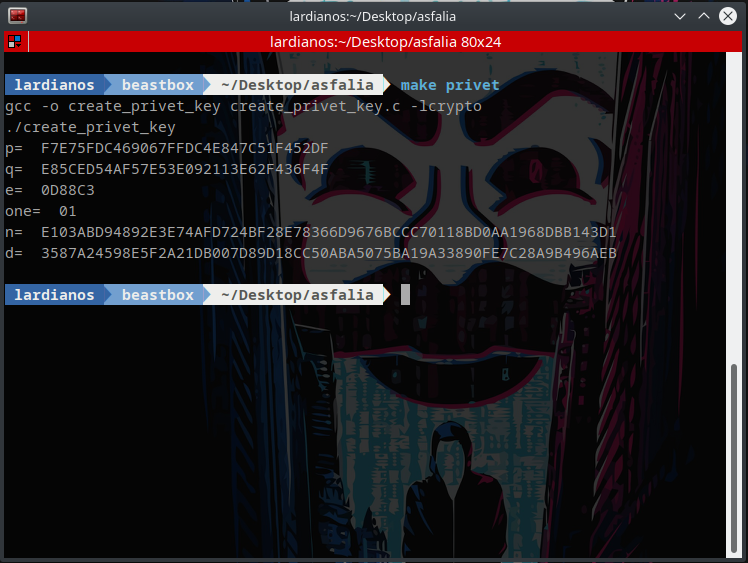 lardianos:~/Desktop/asfalia
lardianos:~/Desktop/asfalia 80x24
lardianos beastbox ~/Desktop/asfalia make privet
gcc -o create_privet_key create_privet_key.c -lcrypto
./create_privet_key
p= F7E75FDC469067FFDC4E847C51F452DF
q= E85CED54AF57E53E092113E62F436F4F
e= 0D88C3
one= 01
n= E103ABD94892E3E74AFD724BF28E78366D9676BCCC70118BD0AA1968DBB143D1
d= 3587A24598E5F2A21DB007D89D18CC50ABA5075BA19A33890FE7C28A9B496AEB
lardianos beastbox ~/Desktop/asfalia